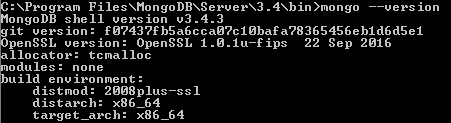 C:\Program Files\MongoDB\Server\3.4\bin>mongo --version
MongoDB shell version v3.4.3
git version: f07437fb5a6cca07c10bafa78365456eb1d6d5e1
OpenSSL version: OpenSSL 1.0.1u-fips  22 Sep 2016
allocator: tcmalloc
modules: none
build environment:
    distmod: 2008plus-ssl
    distarch: x86_64
    target_arch: x86_64